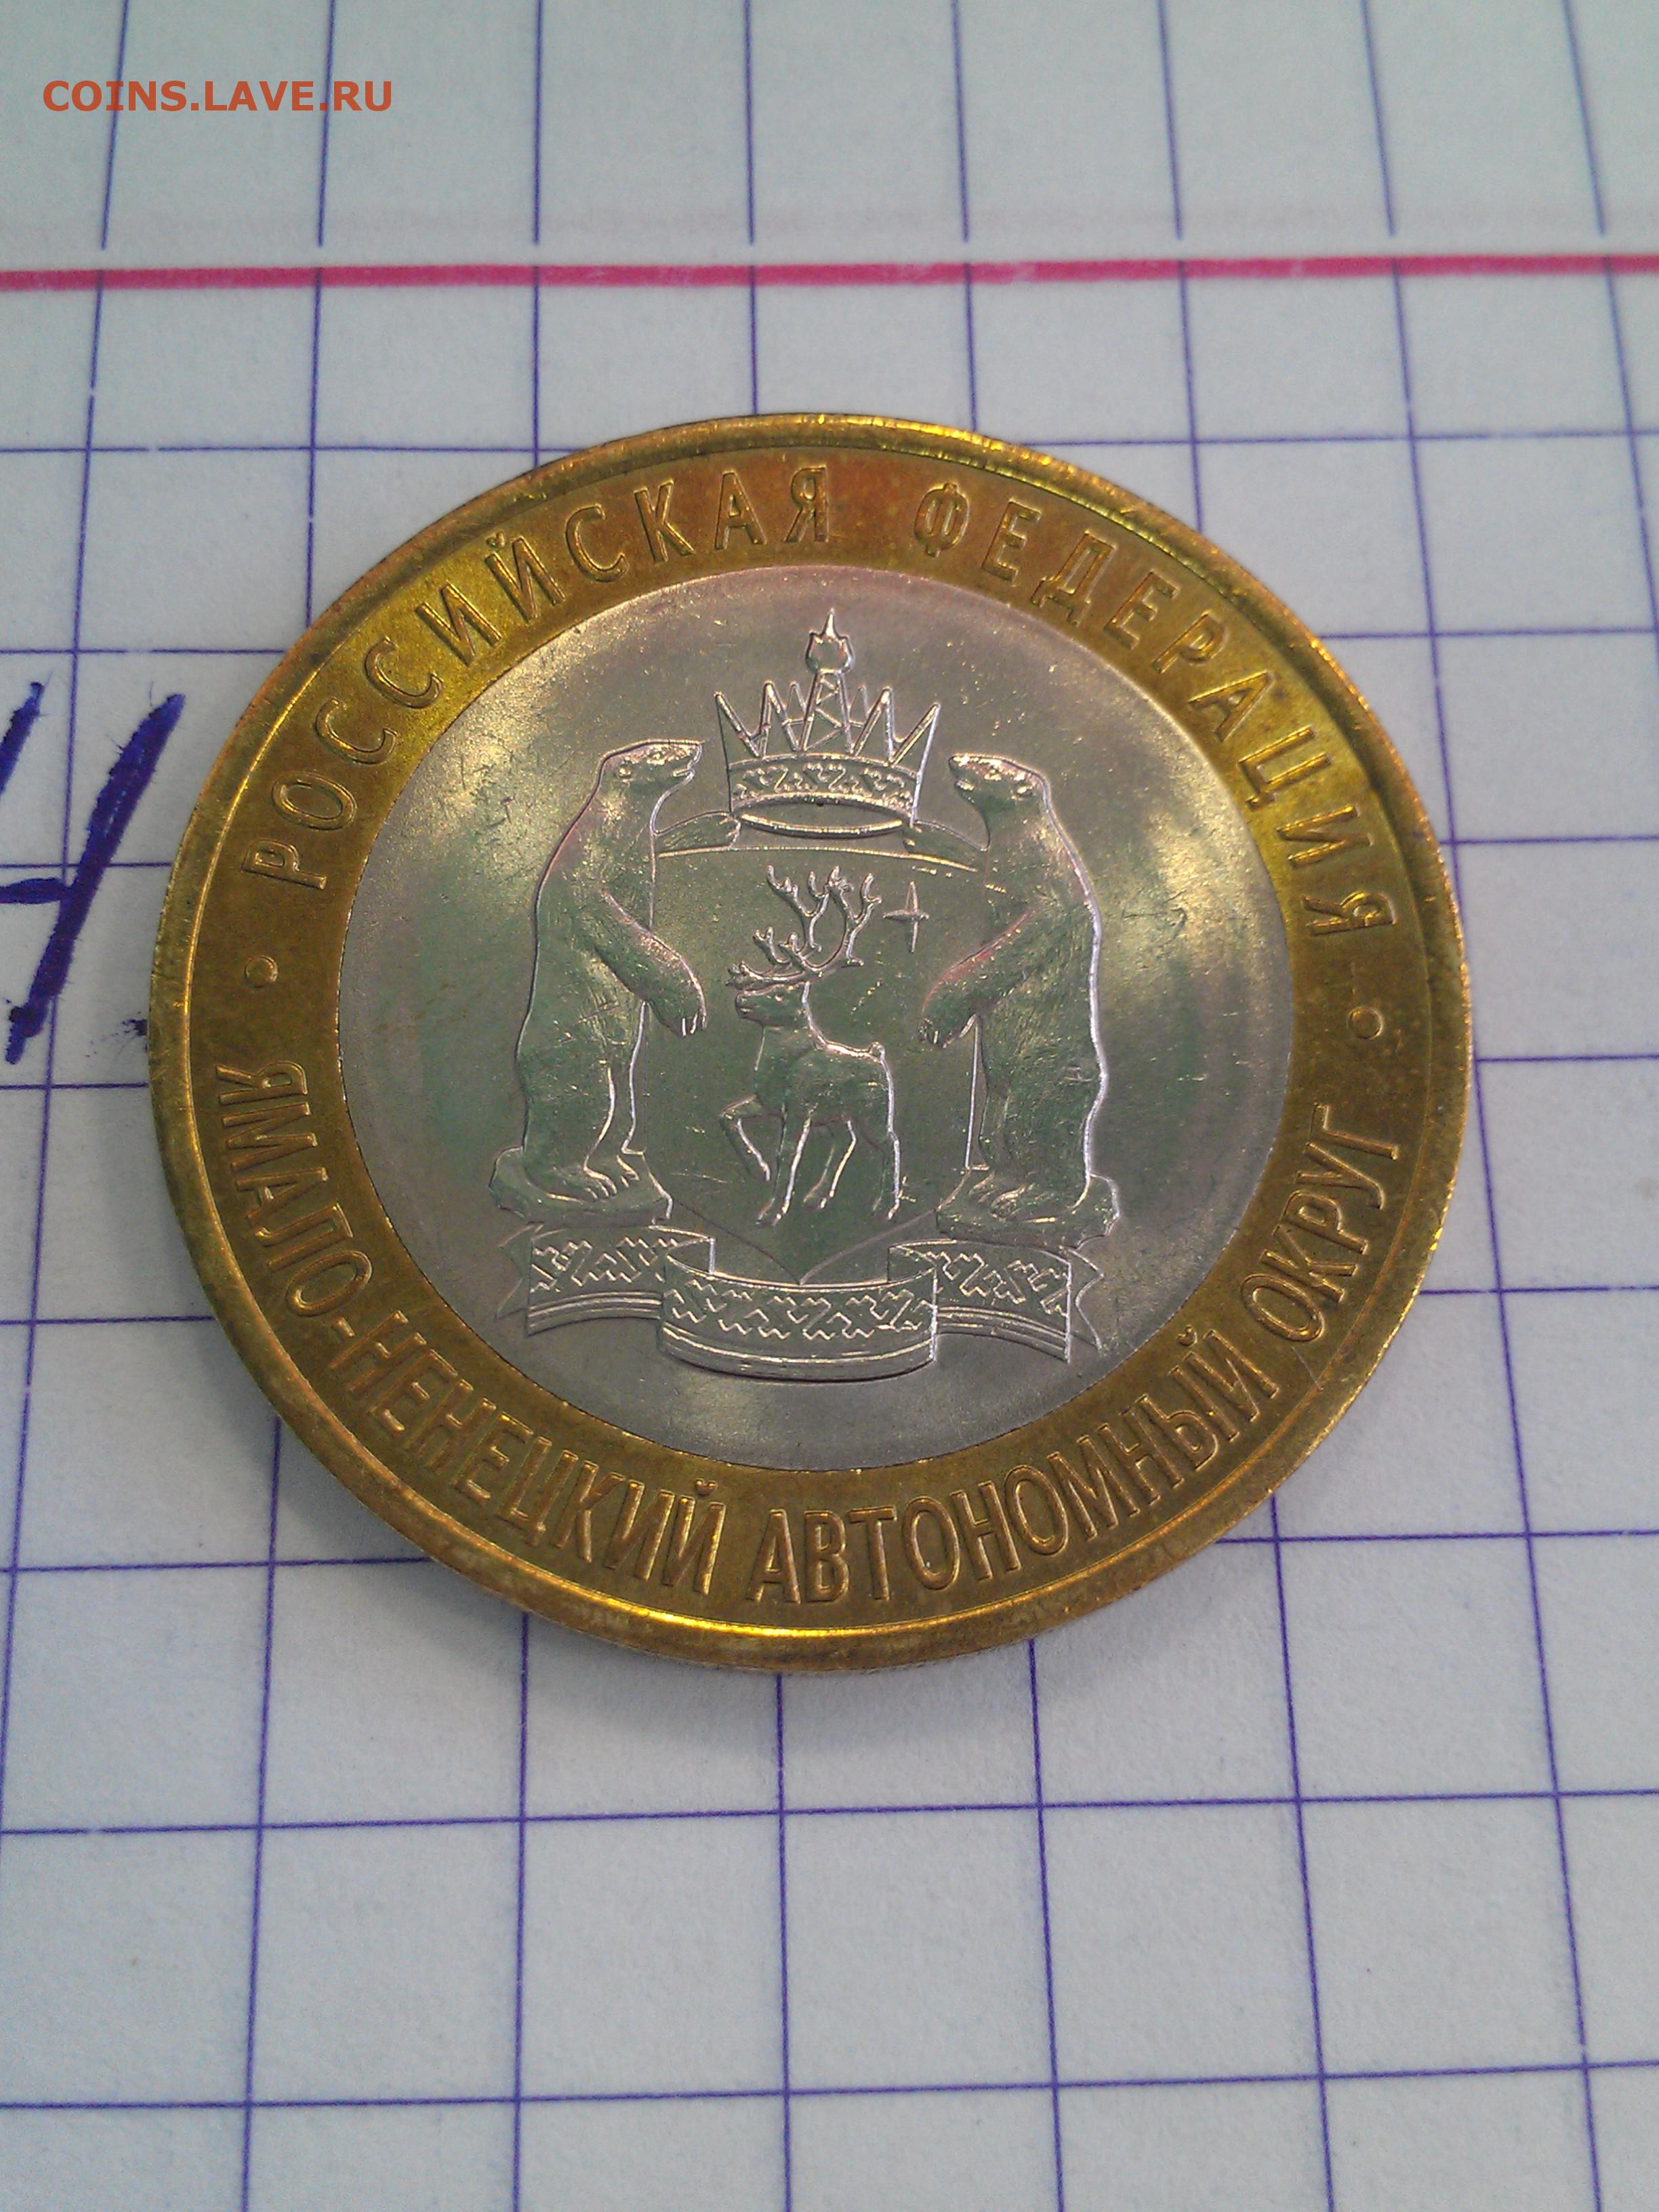 COINS.LAVE.RU
РОССИЙСКАЯ ФЕДЕРАЦИЯ
ЯМАЛО-НЕНЕЦКИЙ АВТОНОМНЫЙ ОКРУГ